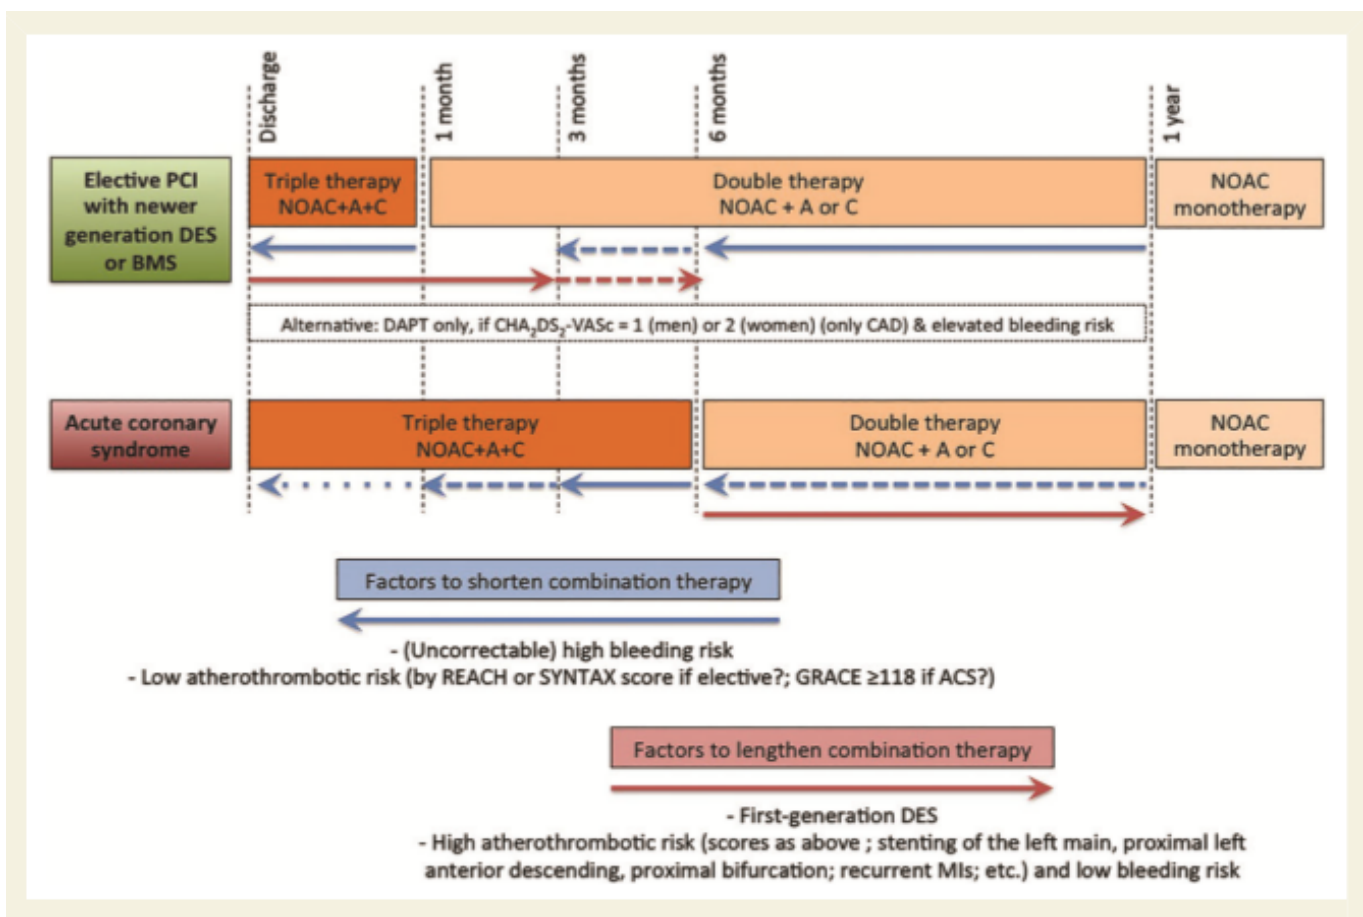 Discharge
1 month
3 months
6 months
1 year
Elective PCI
with newer
generation DES
or BMS
Triple therapy
NOAC+A+C
Double therapy
NOAC + A or C
NOAC
monotherapy
Alternative: DAPT only, if CHA₂DS₂-VASc = 1 (men) or 2 (women) (only CAD) & elevated bleeding risk
Acute coronary
syndrome
Triple therapy
NOAC+A+C
Double therapy
NOAC + A or C
NOAC
monotherapy
Factors to shorten combination therapy
- (Uncorrectable) high bleeding risk
- Low atherothrombotic risk (by REACH or SYNTAX score if elective?; GRACE ≥118 if ACS?)
Factors to lengthen combination therapy
- First-generation DES
- High atherothrombotic risk (scores as above ; stenting of the left main, proximal left
anterior descending, proximal bifurcation; recurrent MIs; etc.) and low bleeding risk